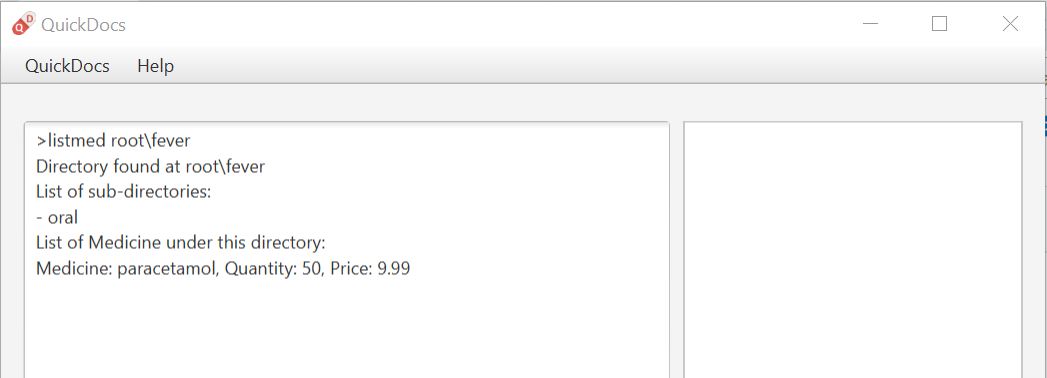 QuickDocs
QuickDocs Help
>listmed root\fever
Directory found at root\fever
List of sub-directories:
- oral
List of Medicine under this directory:
Medicine: paracetamol, Quantity: 50, Price: 9.99